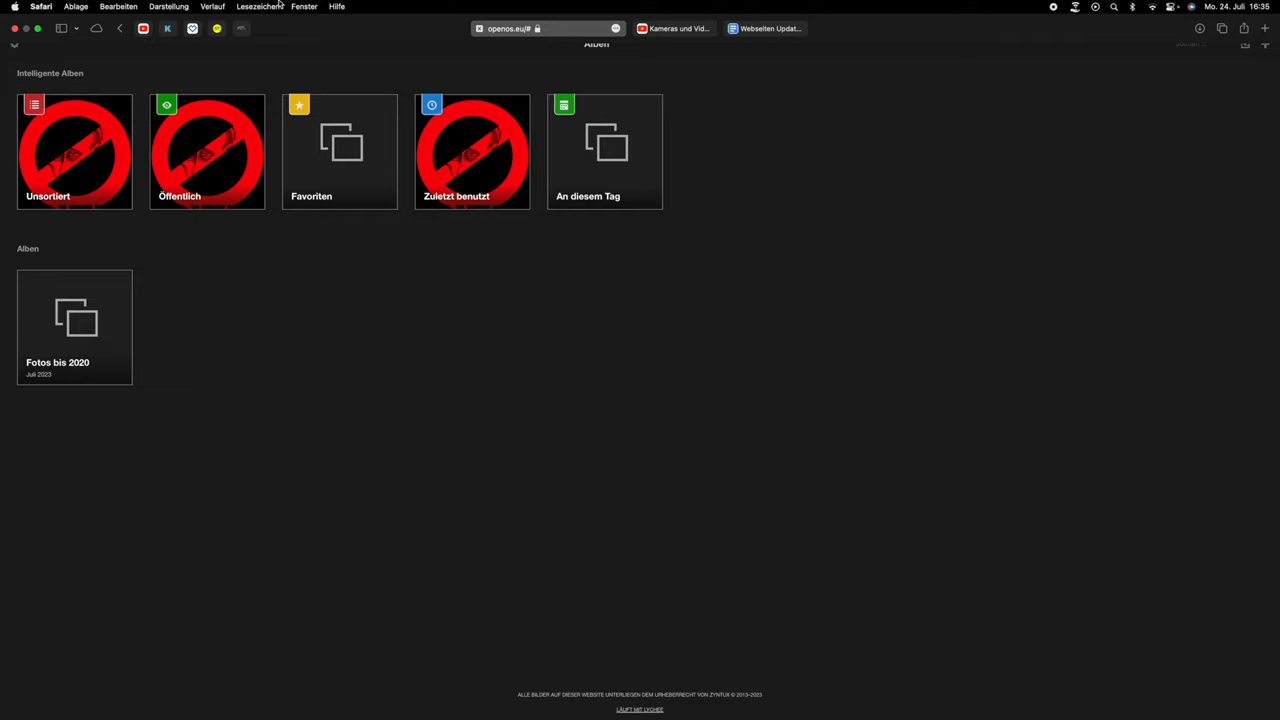 Safari Ablage Bearbeiten Darstellung Verlauf Lesezeichen Fenster Hilfe Mo. 24. Juli 16:35
openos.eu/# Kameras und Vid... Webseiten Updat...
Alben
Intelligente Alben
Unsortiert Öffentlich Favoriten Zuletzt benutzt An diesem Tag
Alben
Fotos bis 2020
Juli 2023
ALLE BILDER AUF DIESER WEBSITE UNTERLIEGEN DEM URHEBERRECHT VON ZYNTUX © 2013–2023
LÄUFT MIT LYCHEE